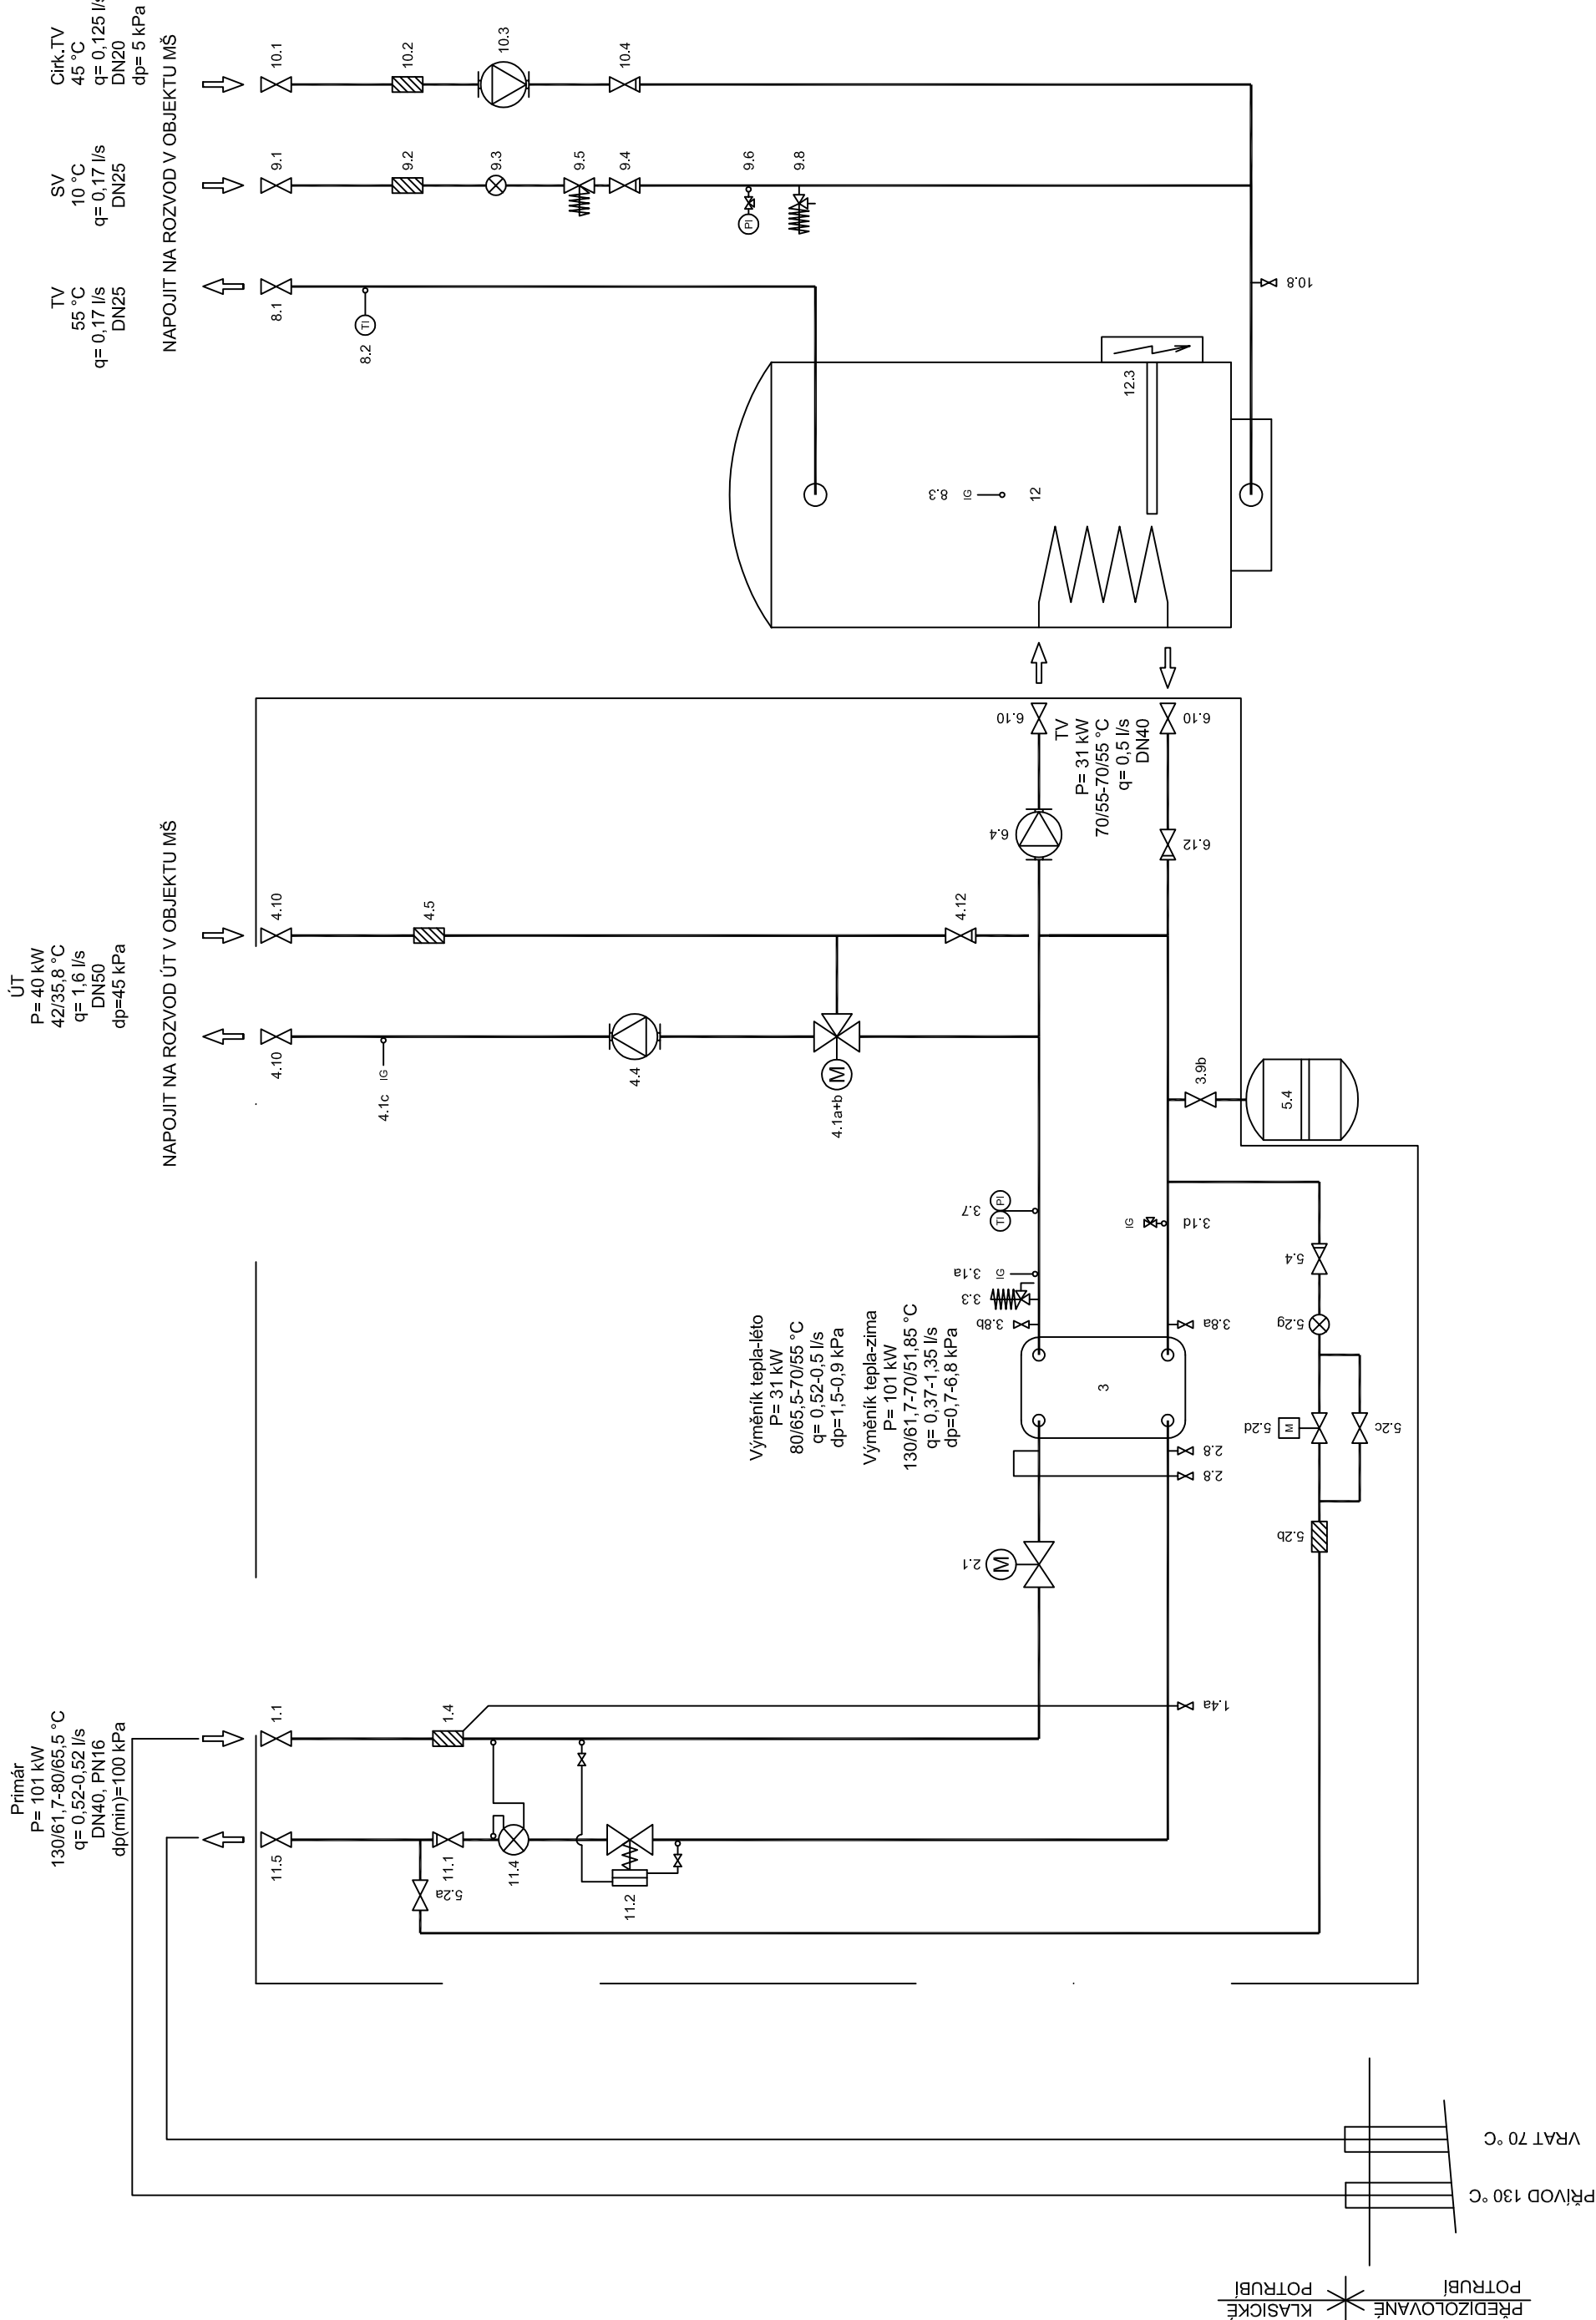 Cirk.TV
45 °C
q= 0,125 l/s
DN20
dp= 5 kPa
SV
10 °C
q= 0,17 l/s
DN25
TV
55 °C
q= 0,17 l/s
DN25
NAPOJIT NA ROZVOD V OBJEKTU MŠ
10.1
10.2
10.3
10.4
9.1
9.2
9.3
9.5
9.4
9.6
PI
9.8
8.1
TI
8.2
10.8
12.3
8.3
IG
12
ÚT
P= 40 kW
42/35,8 °C
q= 1,6 l/s
DN50
dp=45 kPa
NAPOJIT NA ROZVOD ÚT V OBJEKTU MŠ
4.10
4.5
4.12
4.10
4.1c
IG
4.4
M
4.1a+b
6.10
6.4
TV
P= 31 kW
70/55-70/55 °C
q= 0,5 l/s
DN40
6.10
6.12
3.9b
5.4
3.7
TI
PI
3.1a
IG
3.3
3.8b
IG
3.1d
3.8a
3
5.4
5.2g
5.2d
M
5.2c
5.2b
Výměník tepla-léto
P= 31 kW
80/65,5-70/55 °C
q= 0,52-0,5 l/s
dp=1,5-0,9 kPa
Výměník tepla-zima
P= 101 kW
130/61,7-70/51,85 °C
q= 0,37-1,35 l/s
dp=0,7-6,8 kPa
2.8
2.8
2.1
M
1.4a
Primár
P= 101 kW
130/61,7-80/65,5 °C
q= 0,52-0,52 l/s
DN40, PN16
dp(min)=100 kPa
1.1
1.4
11.5
11.1
11.4
11.2
5.2a
VRAT 70 °C
PŘÍVOD 130 °C
KLASICKÉ
POTRUBÍ
PŘEDIZOLOVANÉ
POTRUBÍ